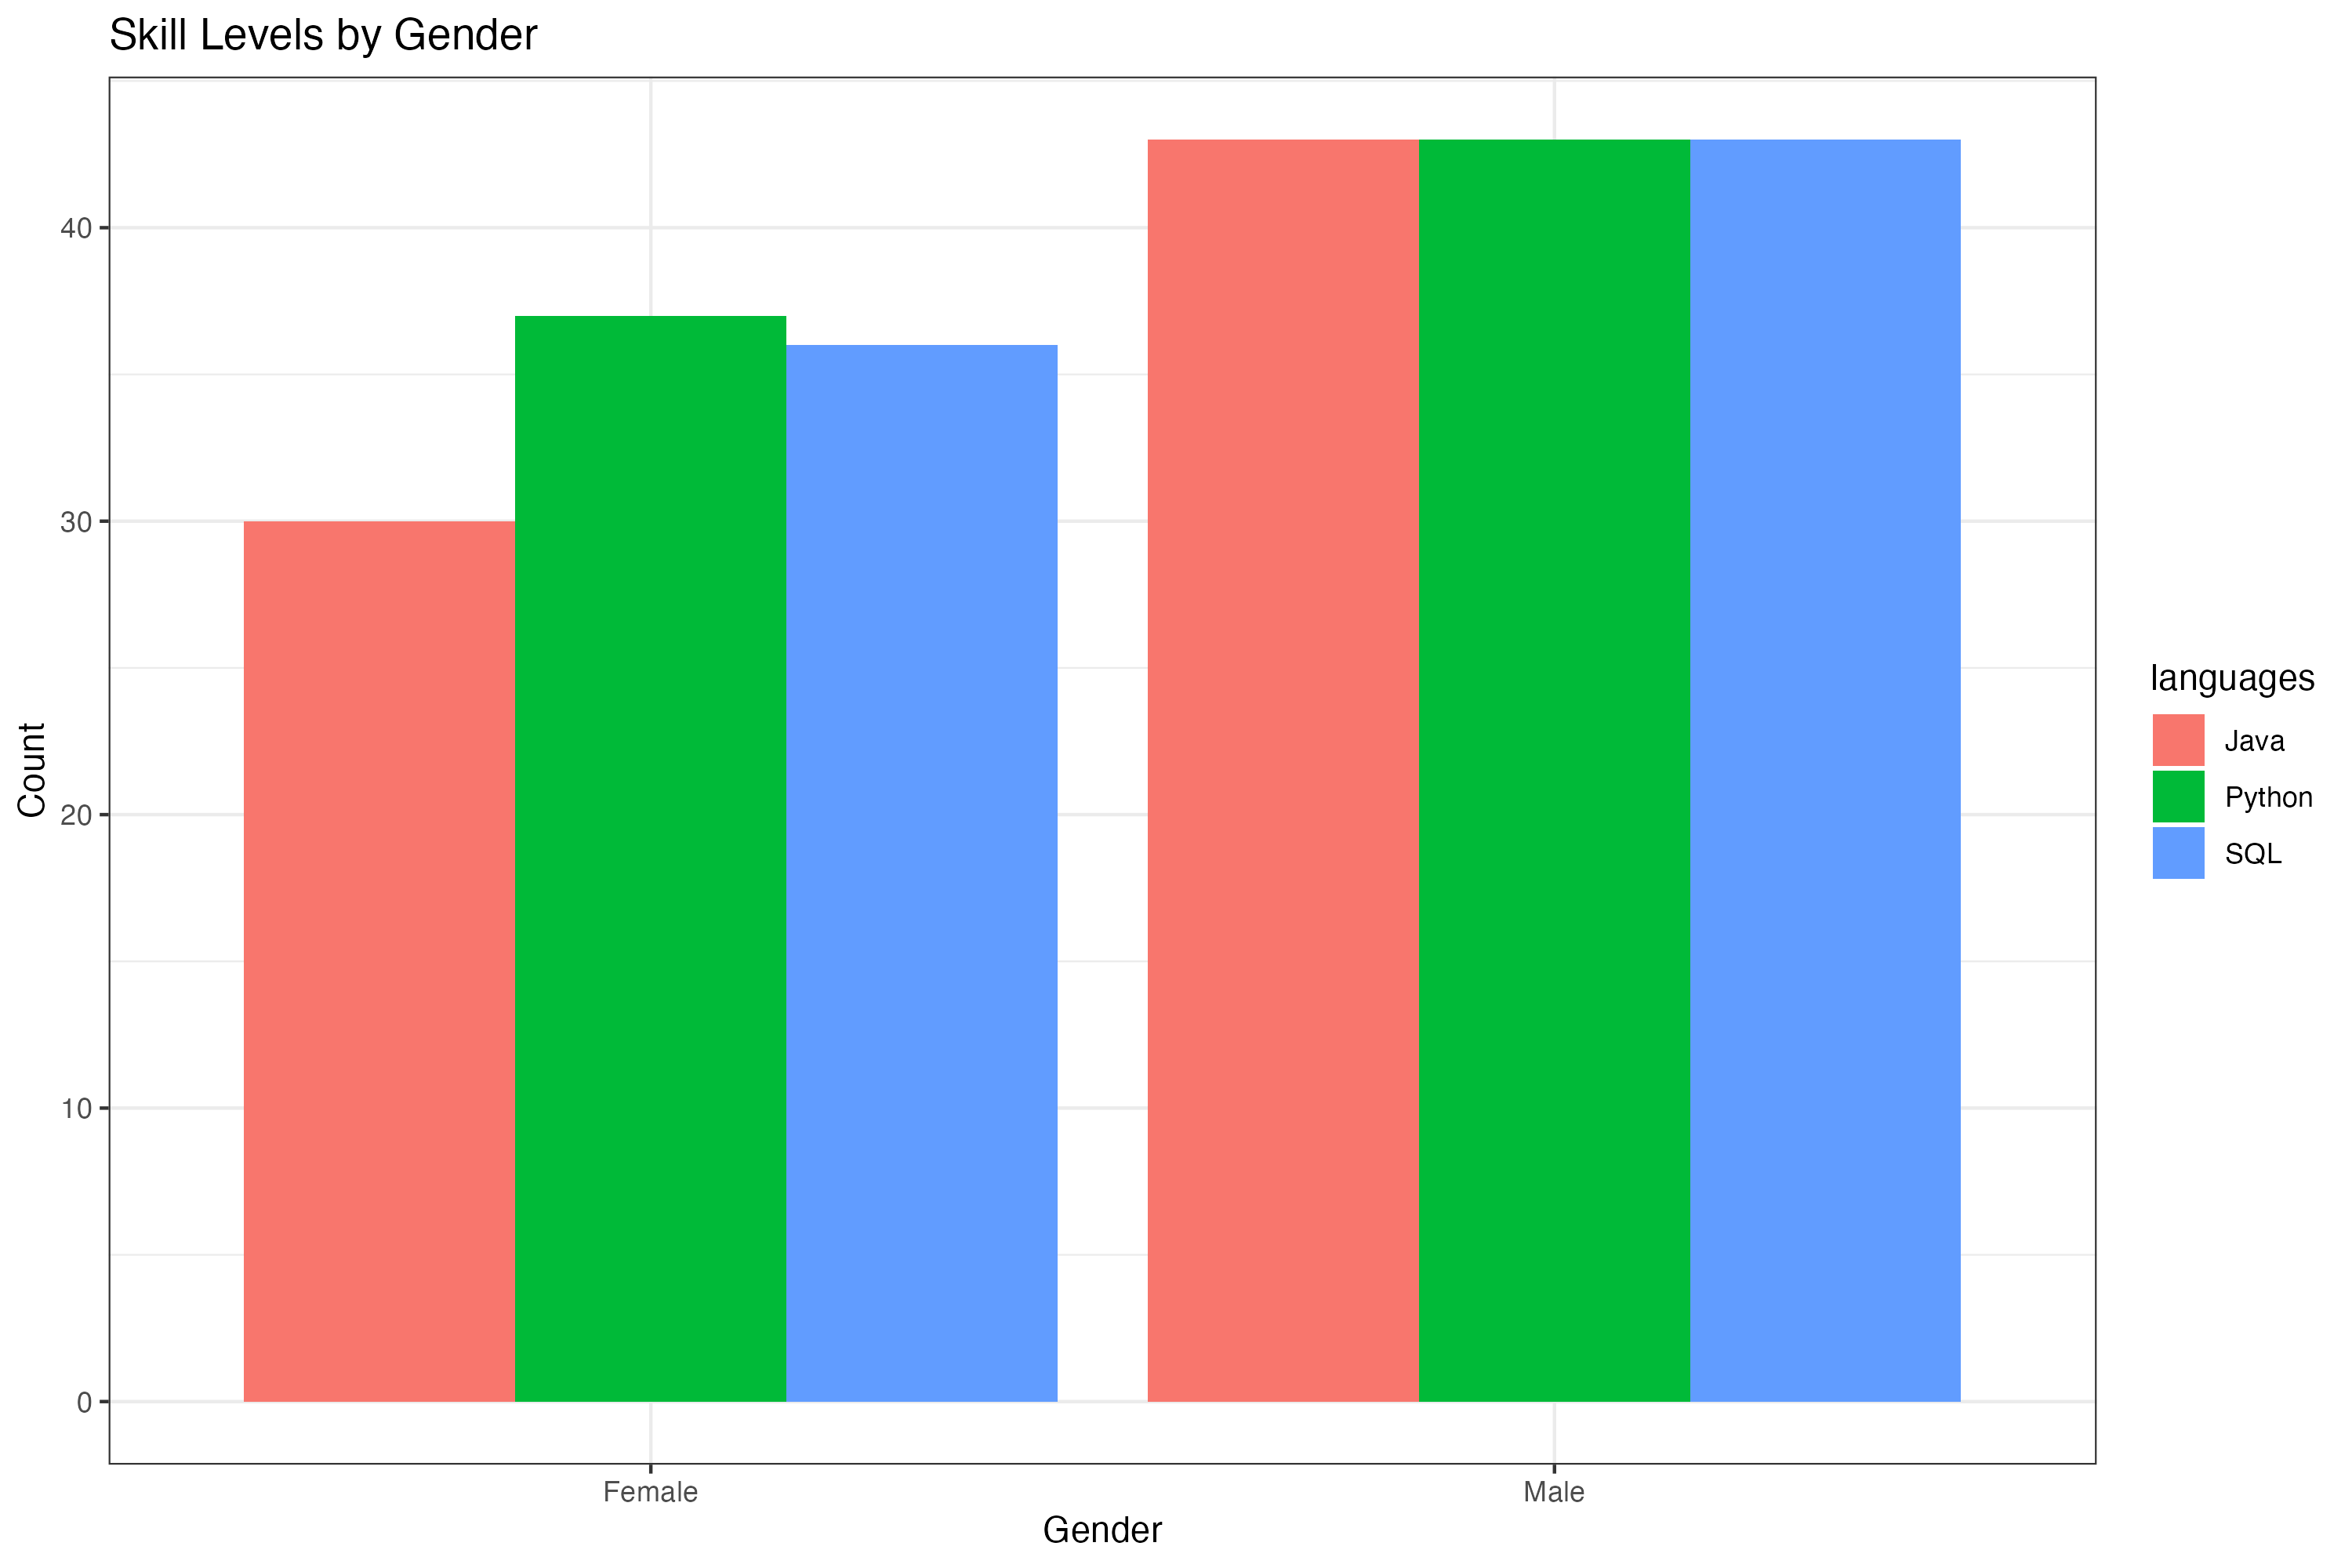 Skill Levels by Gender
Count
40
30
20
10
0
Female
Male
Gender
languages
Java
Python
SQL